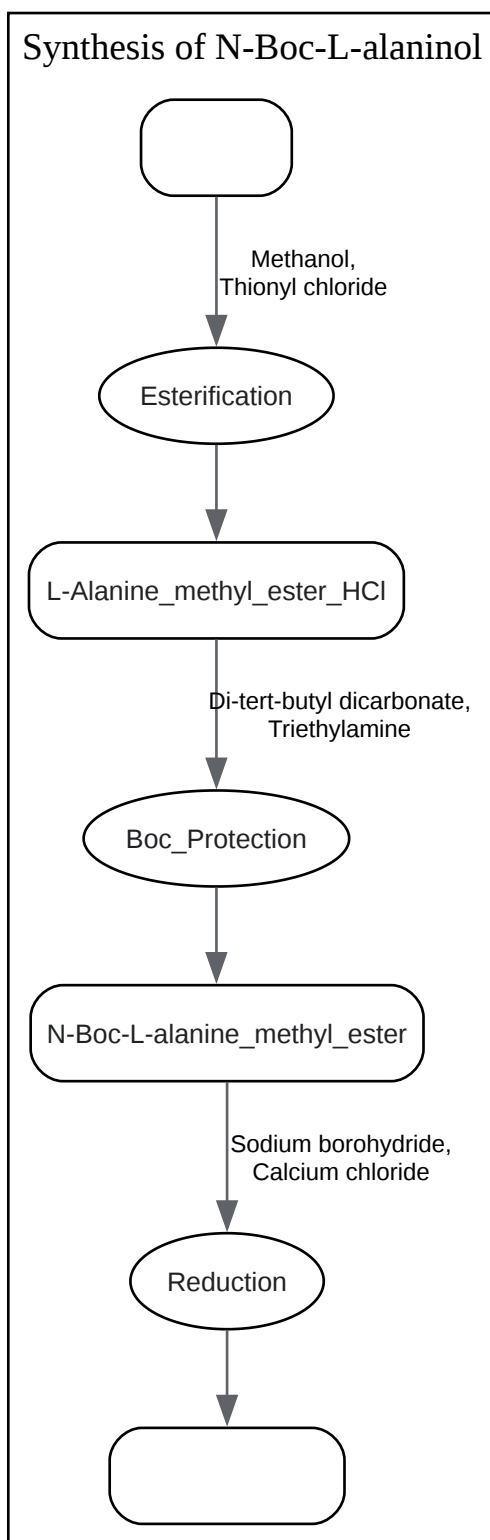 Synthesis of N-Boc-L-alaninol
Methanol,
Thionyl chloride
Esterification
L-Alanine_methyl_ester_HCl
Di-tert-butyl dicarbonate,
Triethylamine
Boc_Protection
N-Boc-L-alanine_methyl_ester
Sodium borohydride,
Calcium chloride
Reduction